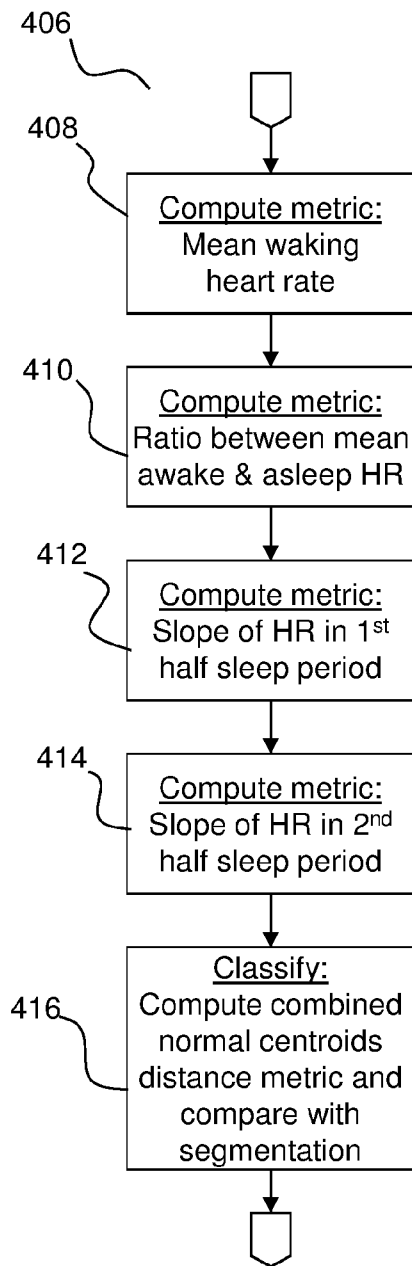 406
408
Compute metric:
Mean waking
heart rate
410
Compute metric:
Ratio between mean
awake & asleep HR
412
Compute metric:
Slope of HR in 1st
half sleep period
414
Compute metric:
Slope of HR in 2nd
half sleep period
416
Classify:
Compute combined
normal centroids
distance metric and
compare with
segmentation